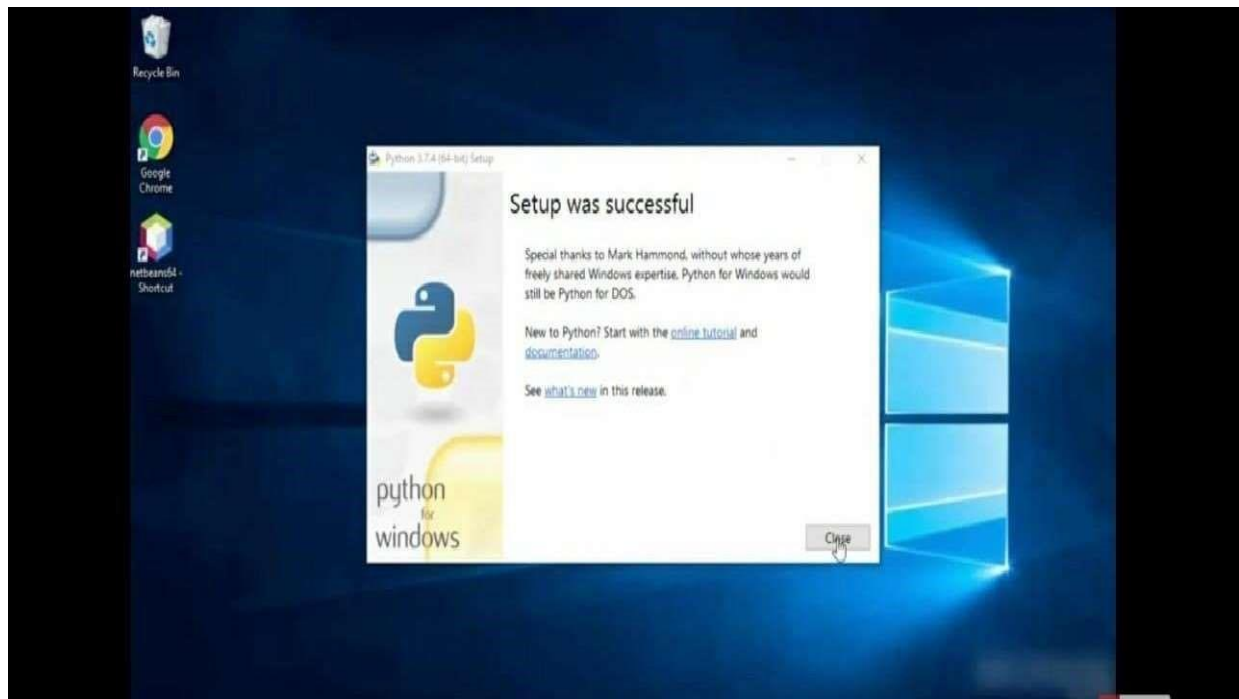 Recycle Bin
Google
Chrome
netbeans64 -
Shortcut
Python 3.7.4 (64-bit) Setup
Setup was successful
Special thanks to Mark Hammond, without whose years of
freely shared Windows expertise, Python for Windows would
still be Python for DOS.
New to Python? Start with the online tutorial and
documentation.
See what's new in this release.
python
for
windows
Close